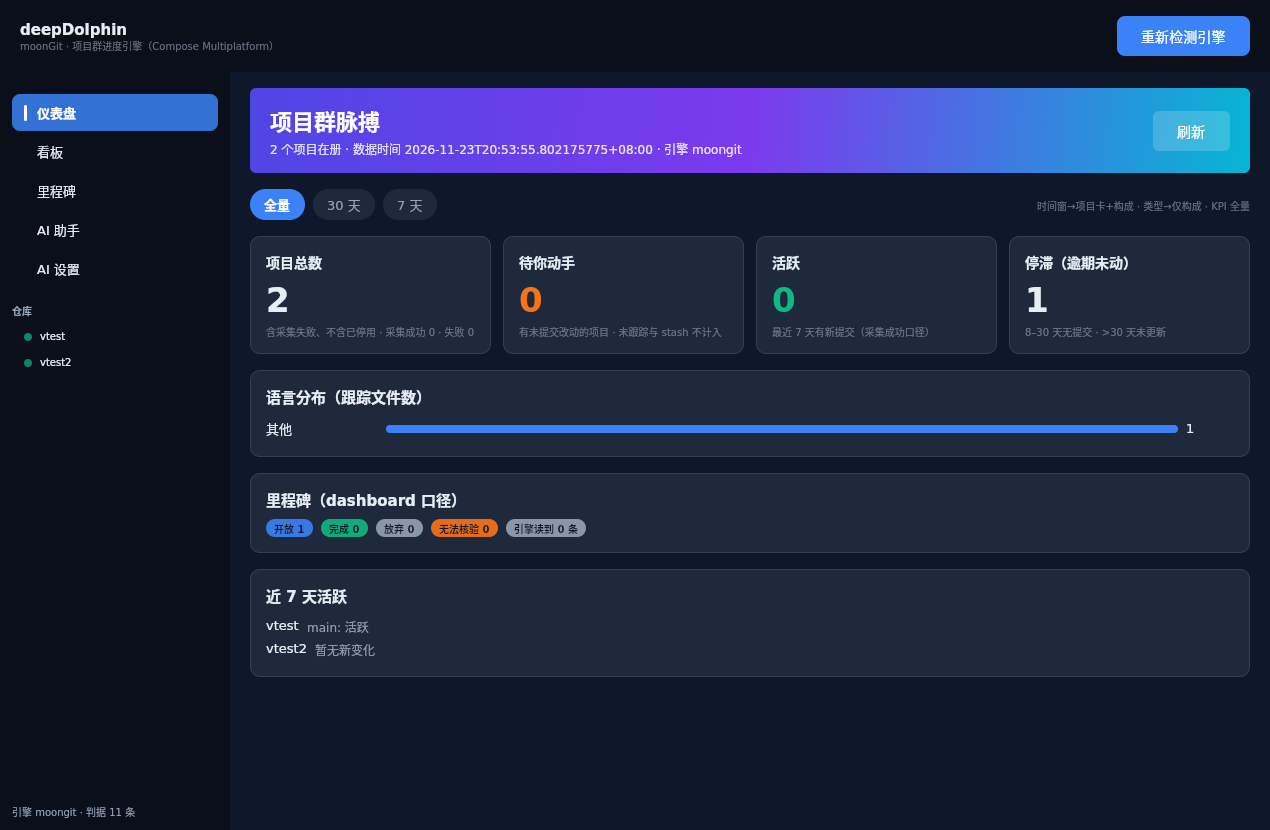 deepDolphin
moonGit · 项目群进度引擎（Compose Multiplatform）
重新检测引擎
仪表盘
看板
里程碑
AI 助手
AI 设置
仓库
vtest
vtest2
引擎 moongit · 判据 11 条
项目群脉搏
2 个项目在册 · 数据时间 2026-11-23T20:53:55.802175775+08:00 · 引擎 moongit
刷新
全量
30 天
7 天
时间窗→项目卡+构成 · 类型→仅构成 · KPI 全量
项目总数
2
含采集失败、不含已停用 · 采集成功 0 · 失败 0
待你动手
0
有未提交改动的项目 · 未跟踪与 stash 不计入
活跃
0
最近 7 天有新提交（采集成功口径）
停滞（逾期未动）
1
8–30 天无提交 · >30 天未更新
语言分布（跟踪文件数）
其他
1
里程碑（dashboard 口径）
开放 1
完成 0
放弃 0
无法核验 0
引擎读到 0 条
近 7 天活跃
vtest main: 活跃
vtest2 暂无新变化